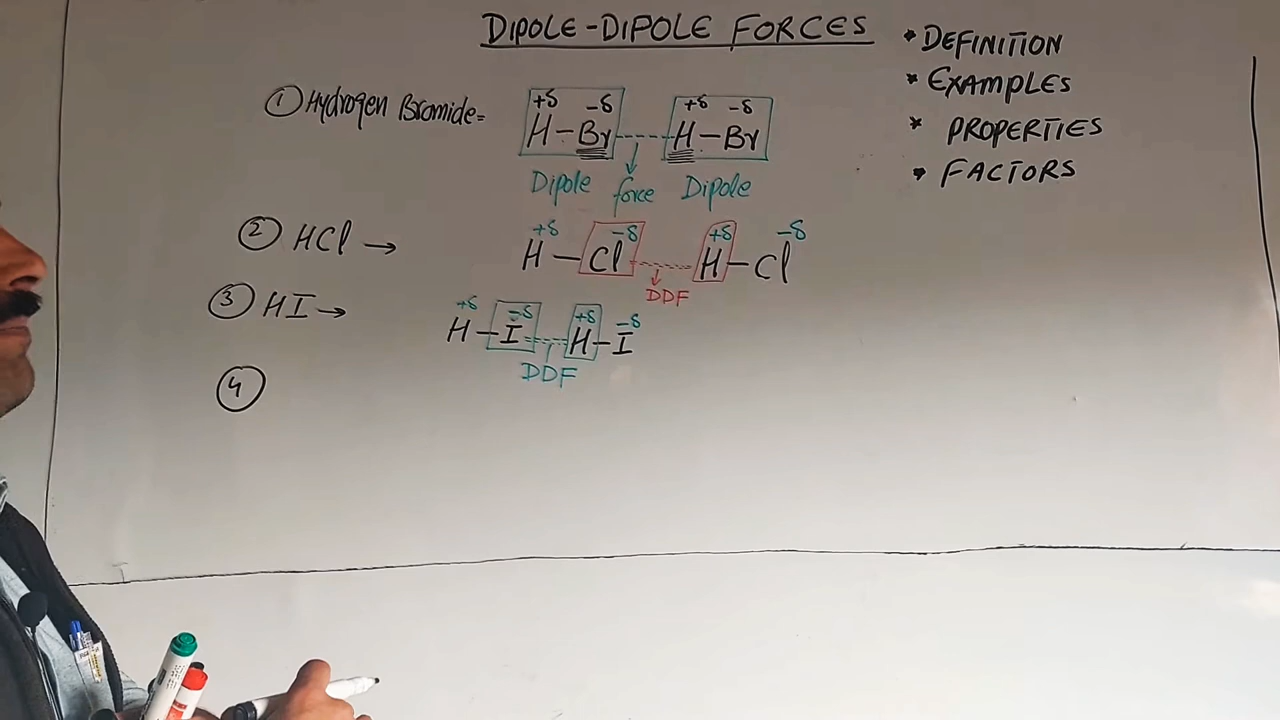 DIPOLE-DIPOLE FORCES
* DEFINITION
* EXAMPLES
* PROPERTIES
* FACTORS
① Hydrogen Bromide=
+δ -δ +δ -δ
H-Br-----H-Br
Dipole force Dipole
② HCl →
+δ -δ +δ -δ
H-Cl------H-Cl
DDF
③ HI →
+δ -δ +δ -δ
H-I-----H-I
DDF
④